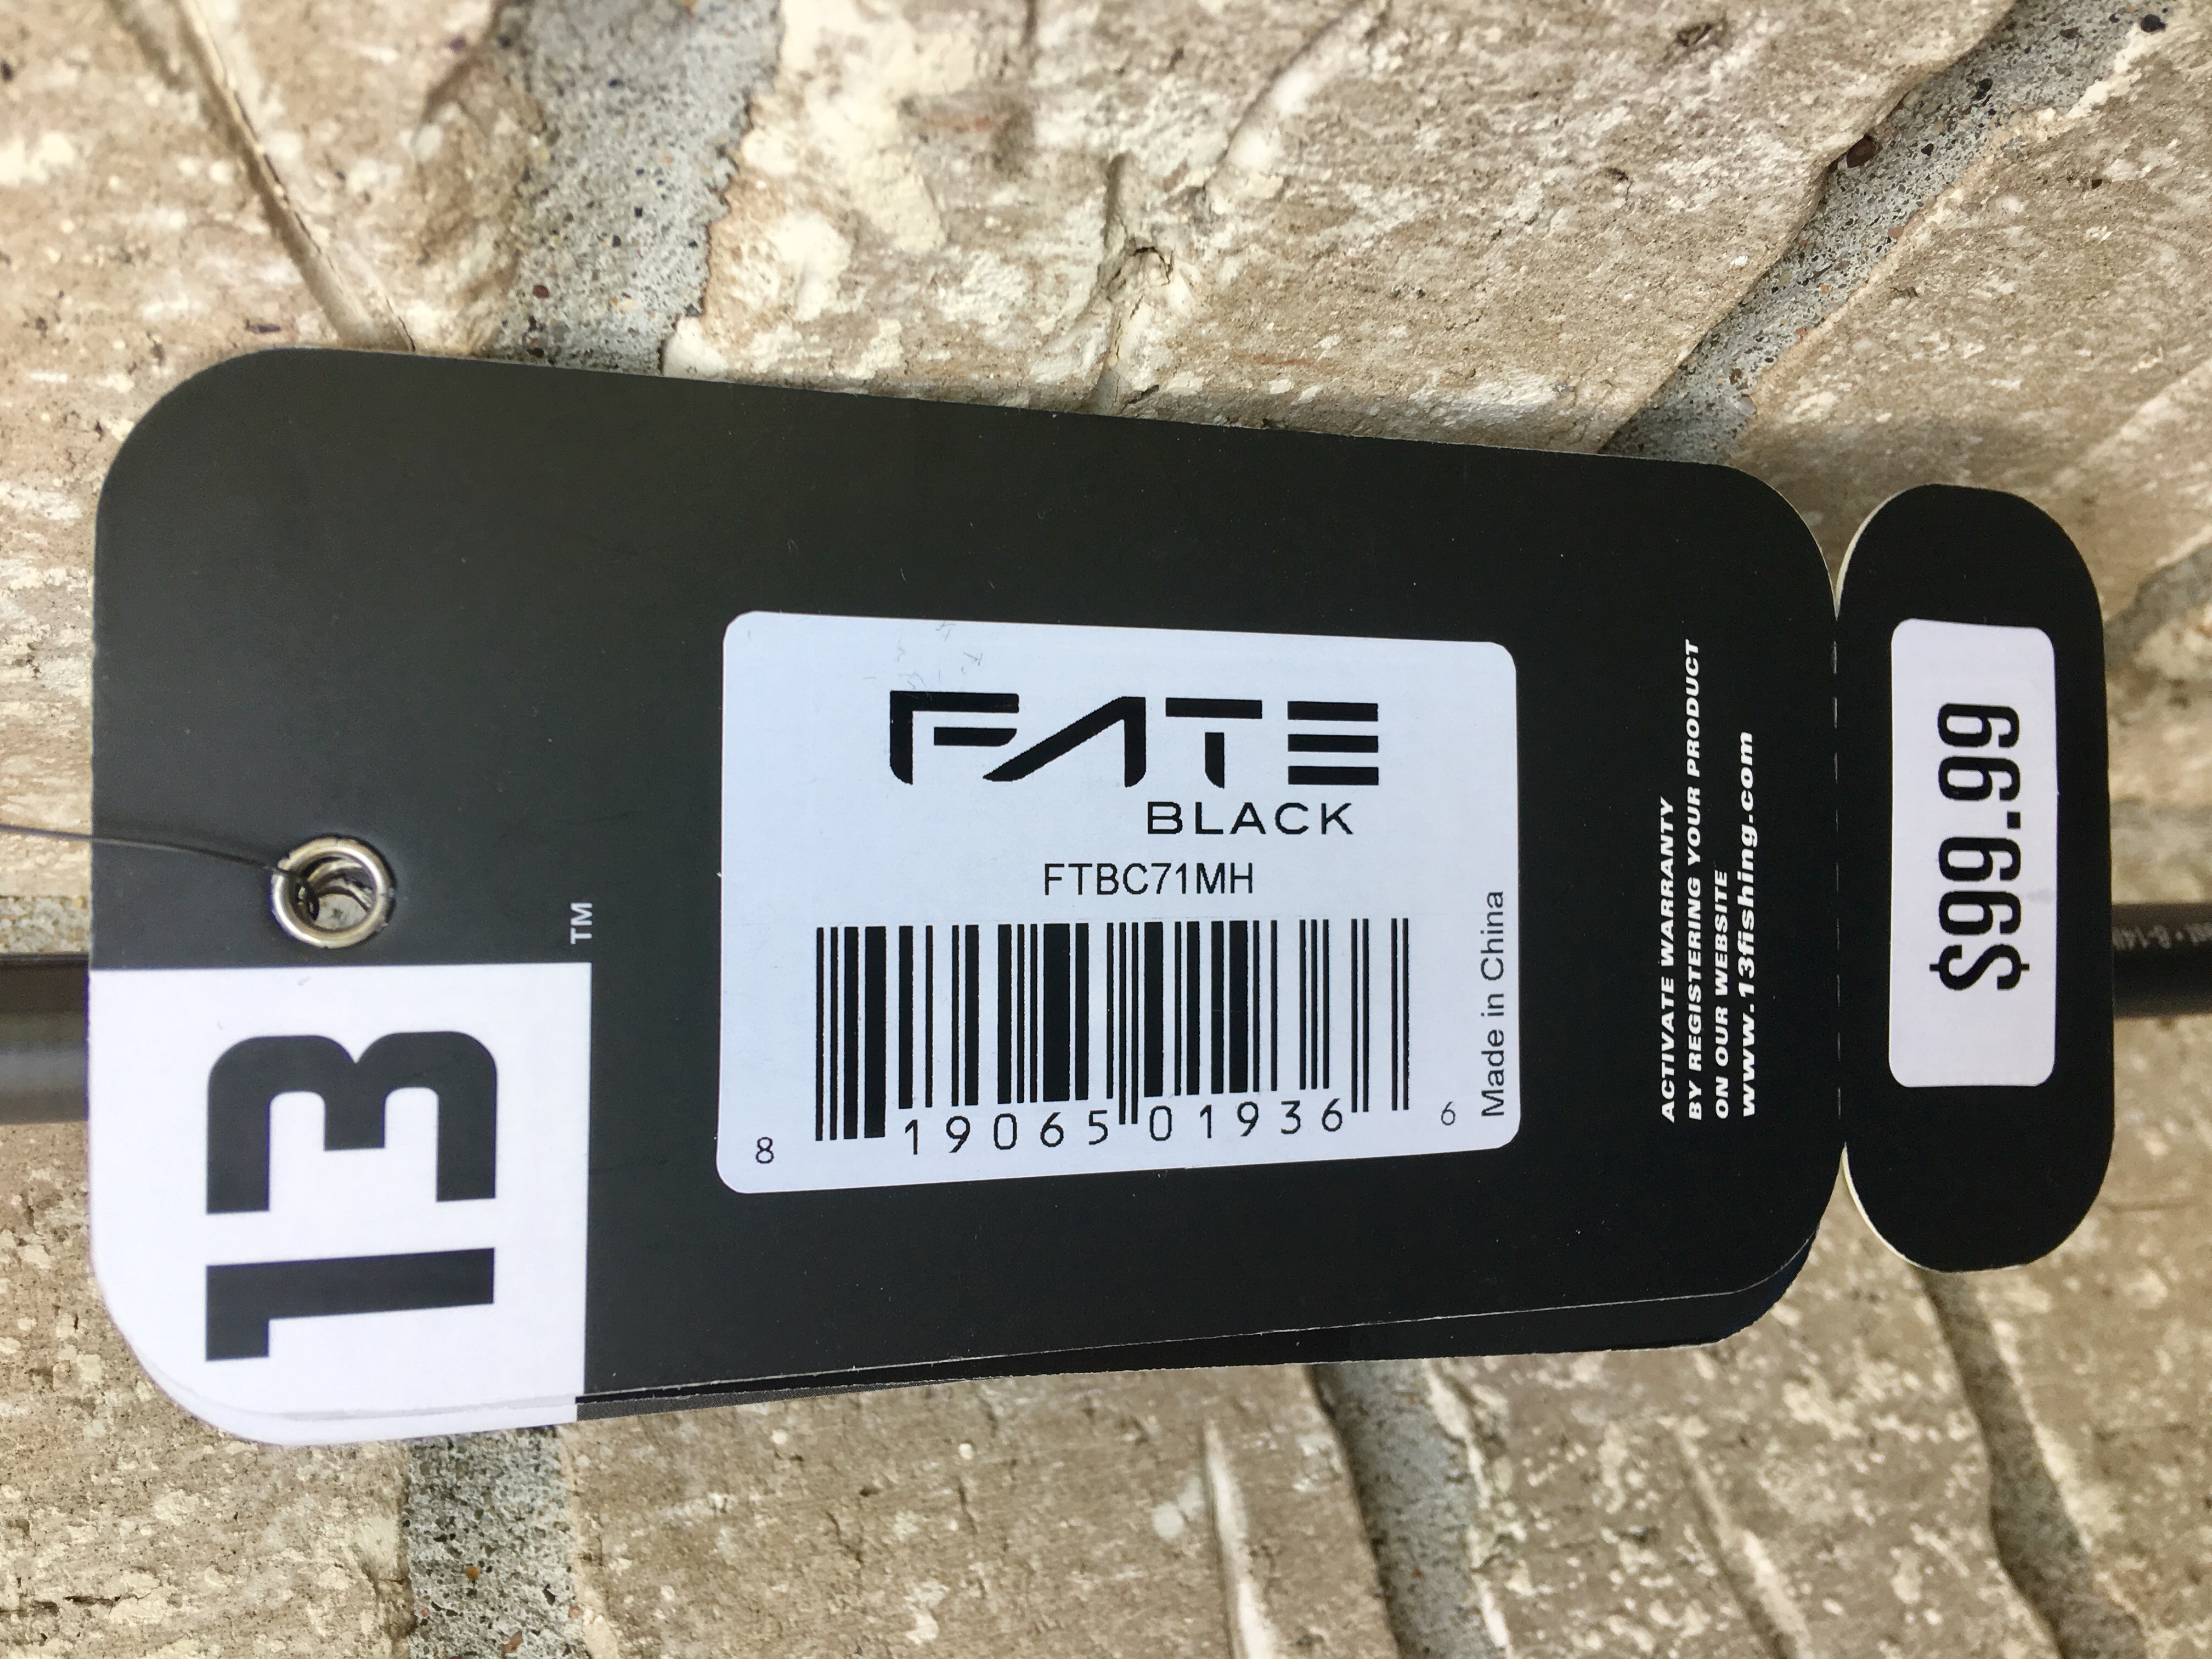 13
TM
FATE
BLACK
FTBC71MH
8 19065 01936 6
Made in China
ACTIVATE WARRANTY
BY REGISTERING YOUR PRODUCT
ON OUR WEBSITE
www.13fishing.com
$99.99